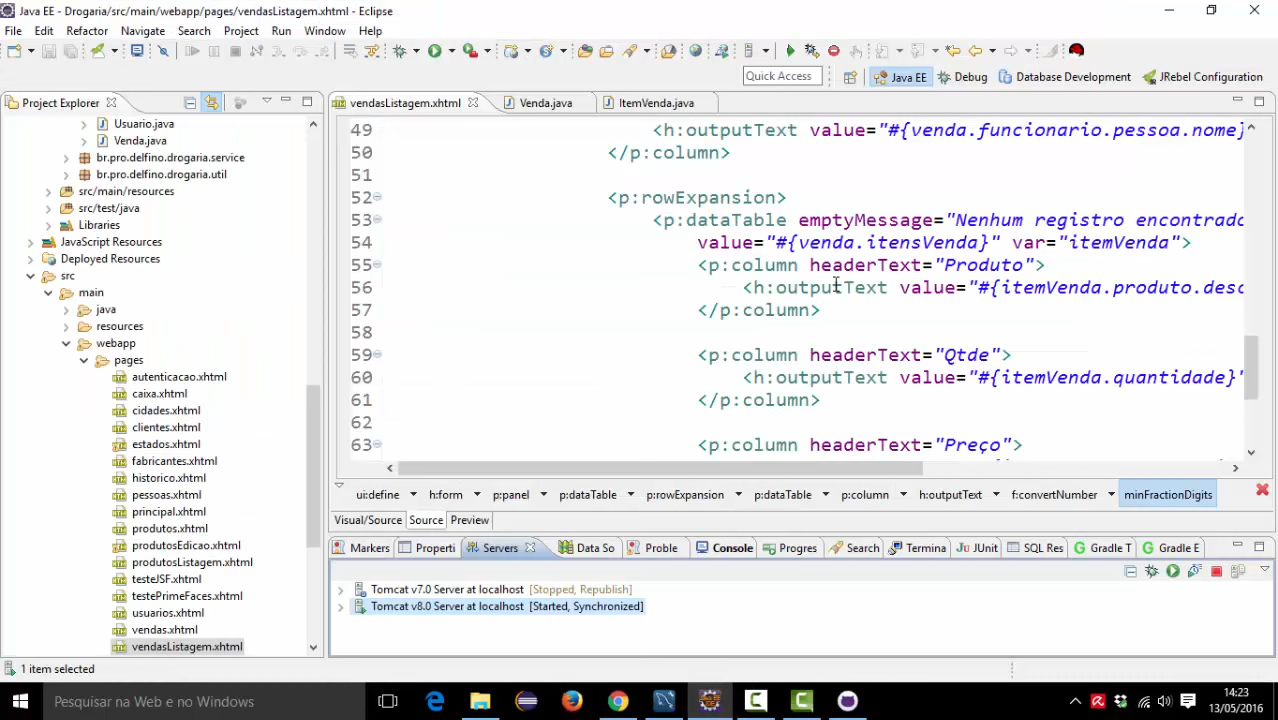 Java EE - Drogaria/src/main/webapp/pages/vendasListagem.xhtml - Eclipse
File Edit Refactor Navigate Search Project Run Window Help
Quick Access Java EE Debug Database Development JRebel Configuration
Project Explorer
Usuario.java
Venda.java
br.pro.delfino.drogaria.service
br.pro.delfino.drogaria.util
src/main/resources
src/test/java
Libraries
JavaScript Resources
Deployed Resources
src
main
java
resources
webapp
pages
autenticacao.xhtml
caixa.xhtml
cidades.xhtml
clientes.xhtml
estados.xhtml
fabricantes.xhtml
historico.xhtml
pessoas.xhtml
principal.xhtml
produtos.xhtml
produtosEdicao.xhtml
produtosListagem.xhtml
testeJSF.xhtml
testePrimeFaces.xhtml
usuarios.xhtml
vendas.xhtml
vendasListagem.xhtml
vendasListagem.xhtml Venda.java ItemVenda.java
49 <h:outputText value="#{venda.funcionario.pessoa.nome}
50 </p:column>
51
52 <p:rowExpansion>
53 <p:dataTable emptyMessage="Nenhum registro encontrado
54 value="#{venda.itensVenda}" var="itemVenda">
55 <p:column headerText="Produto">
56 <h:outputText value="#{itemVenda.produto.desc
57 </p:column>
58
59 <p:column headerText="Qtde">
60 <h:outputText value="#{itemVenda.quantidade}"
61 </p:column>
62
63 <p:column headerText="Preço">
ui:define h:form p:panel p:dataTable p:rowExpansion p:dataTable p:column h:outputText f:convertNumber minFractionDigits
Visual/Source Source Preview
Markers Properti Servers Data So Proble Console Progres Search Termina JUnit SQL Res Gradle T Gradle E
Tomcat v7.0 Server at localhost [Stopped, Republish]
Tomcat v8.0 Server at localhost [Started, Synchronized]
1 item selected
Pesquisar na Web e no Windows
14:23
13/05/2016